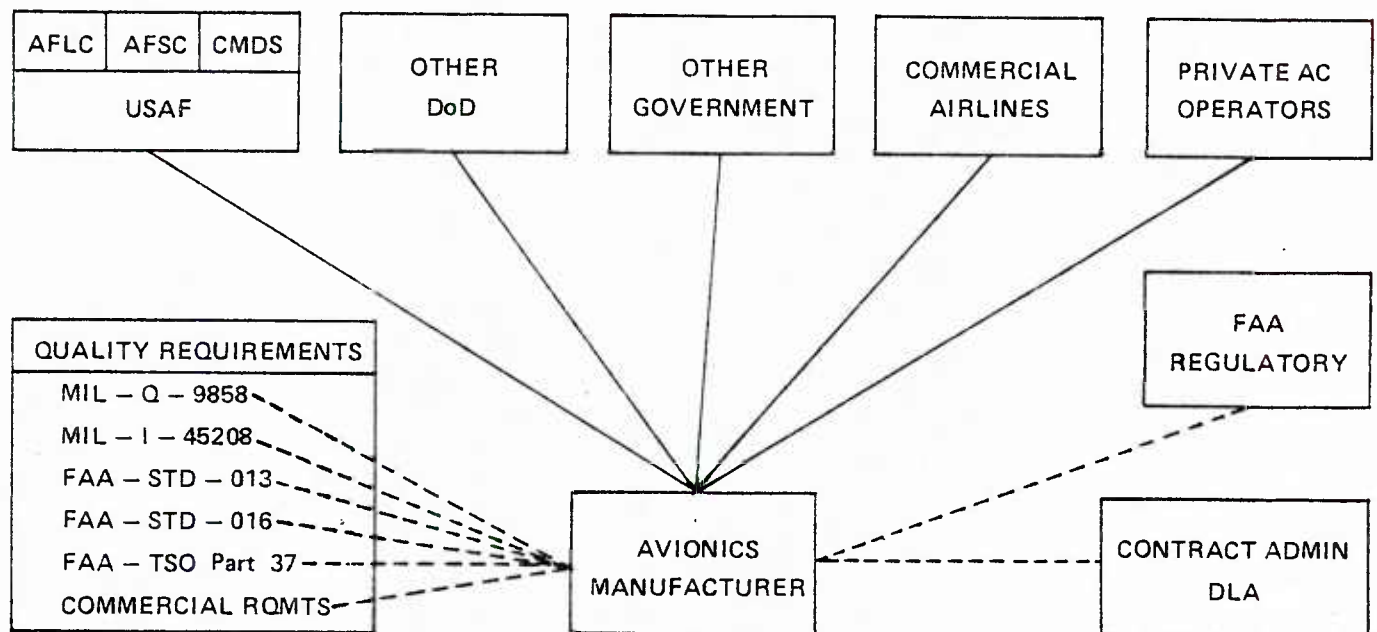 AFLC AFSC CMDS
USAF
OTHER
DoD
OTHER
GOVERNMENT
COMMERCIAL
AIRLINES
PRIVATE AC
OPERATORS
QUALITY REQUIREMENTS
MIL – Q – 9858
MIL – I – 45208
FAA – STD – 013
FAA – STD – 016
FAA – TSO Part 37
COMMERCIAL RQMTS
FAA
REGULATORY
AVIONICS
MANUFACTURER
CONTRACT ADMIN
DLA